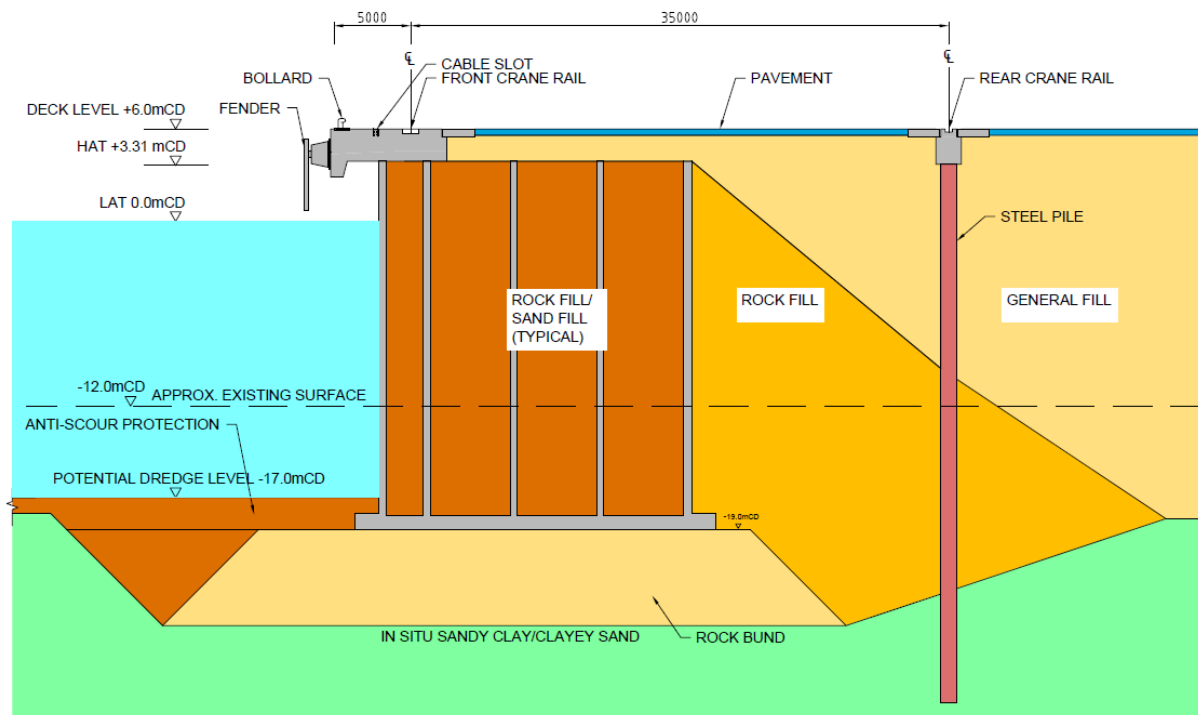 5000
35000
℄
℄
CABLE SLOT
FRONT CRANE RAIL
BOLLARD
PAVEMENT
REAR CRANE RAIL
DECK LEVEL +6.0mCD
FENDER
HAT +3.31 mCD
LAT 0.0mCD
STEEL PILE
ROCK FILL/
SAND FILL
(TYPICAL)
ROCK FILL
GENERAL FILL
-12.0mCD
APPROX. EXISTING SURFACE
ANTI-SCOUR PROTECTION
POTENTIAL DREDGE LEVEL -17.0mCD
-19.0mCD
IN SITU SANDY CLAY/CLAYEY SAND
ROCK BUND